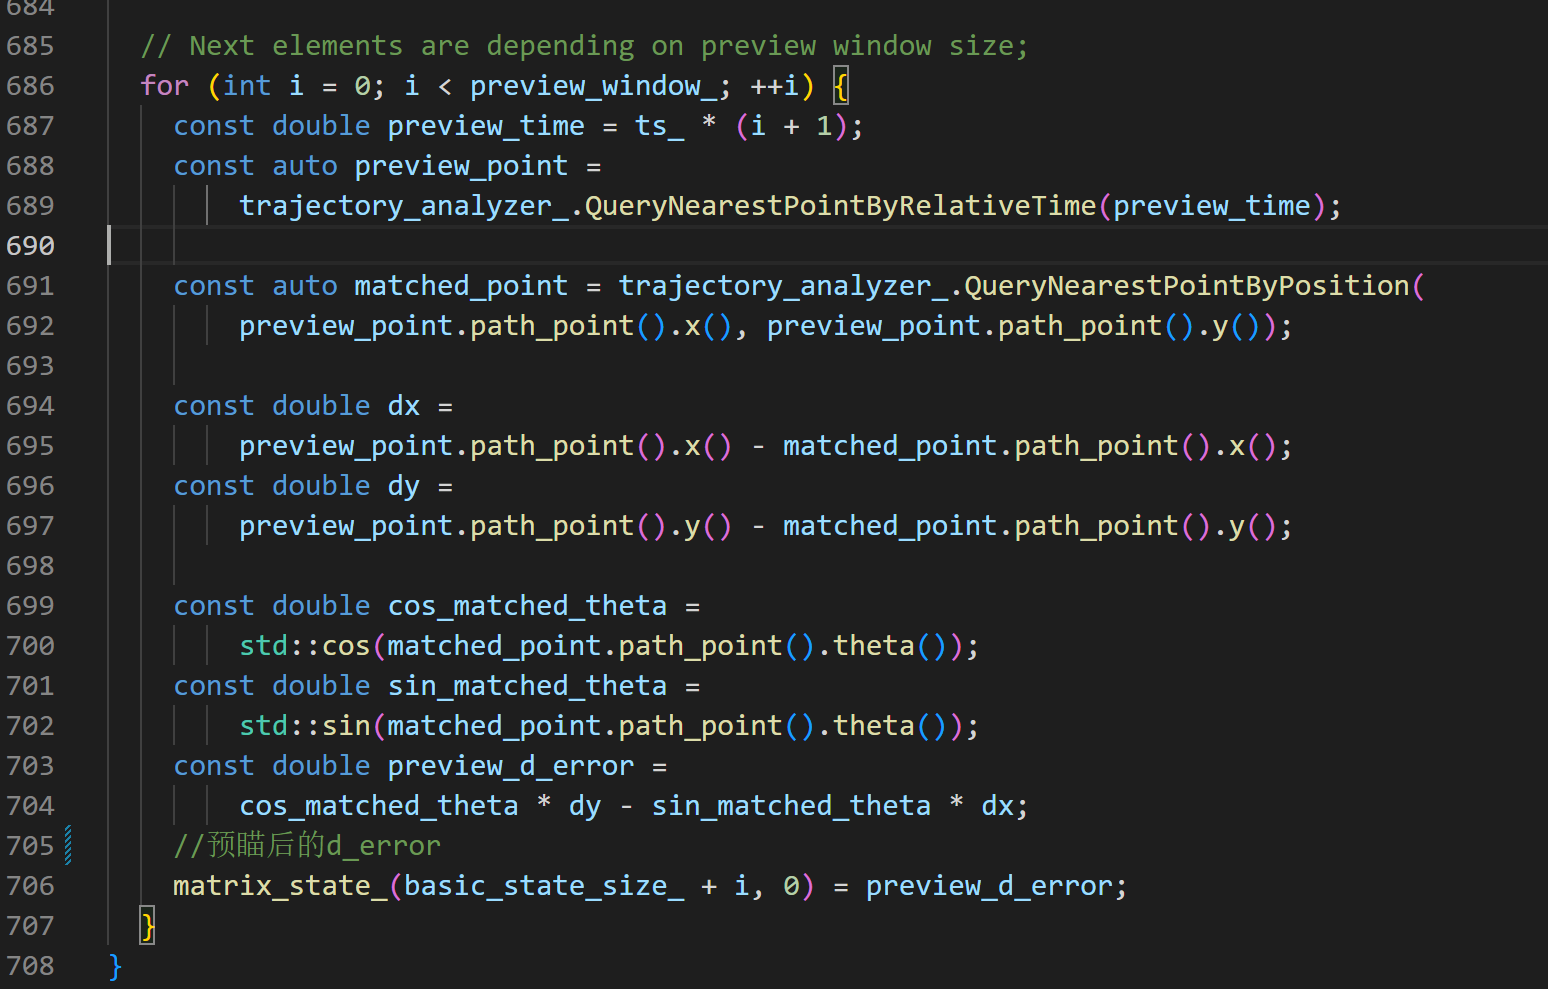 684
685 // Next elements are depending on preview window size;
686 for (int i = 0; i < preview_window_; ++i) {
687 const double preview_time = ts_ * (i + 1);
688 const auto preview_point =
689 trajectory_analyzer_.QueryNearestPointByRelativeTime(preview_time);
690
691 const auto matched_point = trajectory_analyzer_.QueryNearestPointByPosition(
692 preview_point.path_point().x(), preview_point.path_point().y());
693
694 const double dx =
695 preview_point.path_point().x() - matched_point.path_point().x();
696 const double dy =
697 preview_point.path_point().y() - matched_point.path_point().y();
698
699 const double cos_matched_theta =
700 std::cos(matched_point.path_point().theta());
701 const double sin_matched_theta =
702 std::sin(matched_point.path_point().theta());
703 const double preview_d_error =
704 cos_matched_theta * dy - sin_matched_theta * dx;
705 //预瞄后的d_error
706 matrix_state_(basic_state_size_ + i, 0) = preview_d_error;
707 }
708 }